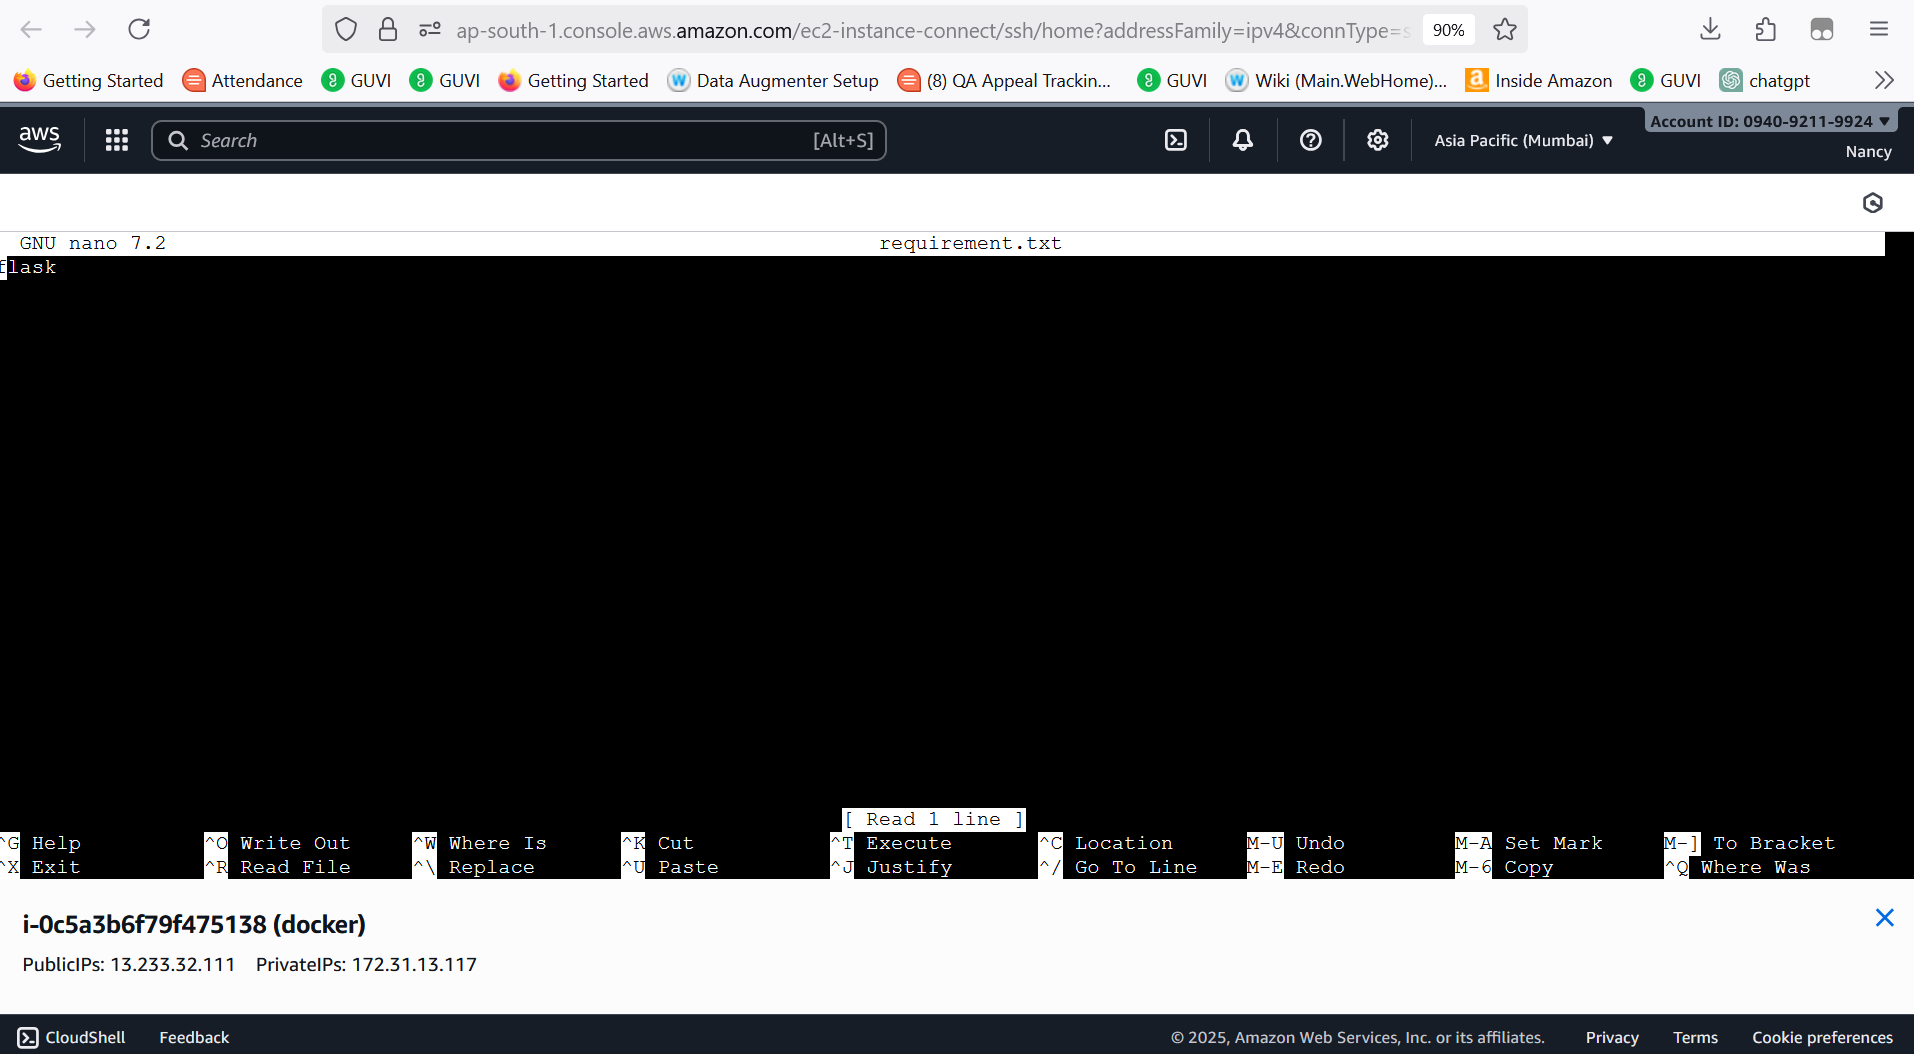 ap-south-1.console.aws.amazon.com/ec2-instance-connect/ssh/home?addressFamily=ipv4&connType=s 90%
Getting Started Attendance GUVI GUVI Getting Started Data Augmenter Setup (8) QA Appeal Trackin... GUVI Wiki (Main.WebHome)... Inside Amazon GUVI chatgpt
aws Search [Alt+S] Asia Pacific (Mumbai) Account ID: 0940-9211-9924
Nancy
GNU nano 7.2 requirement.txt
flask
[ Read 1 line ]
^G Help ^O Write Out ^W Where Is ^K Cut ^T Execute ^C Location M-U Undo M-A Set Mark M-] To Bracket
^X Exit ^R Read File ^\ Replace ^U Paste ^J Justify ^/ Go To Line M-E Redo M-6 Copy ^Q Where Was
i-0c5a3b6f79f475138 (docker)
PublicIPs: 13.233.32.111 PrivateIPs: 172.31.13.117
CloudShell Feedback © 2025, Amazon Web Services, Inc. or its affiliates. Privacy Terms Cookie preferences